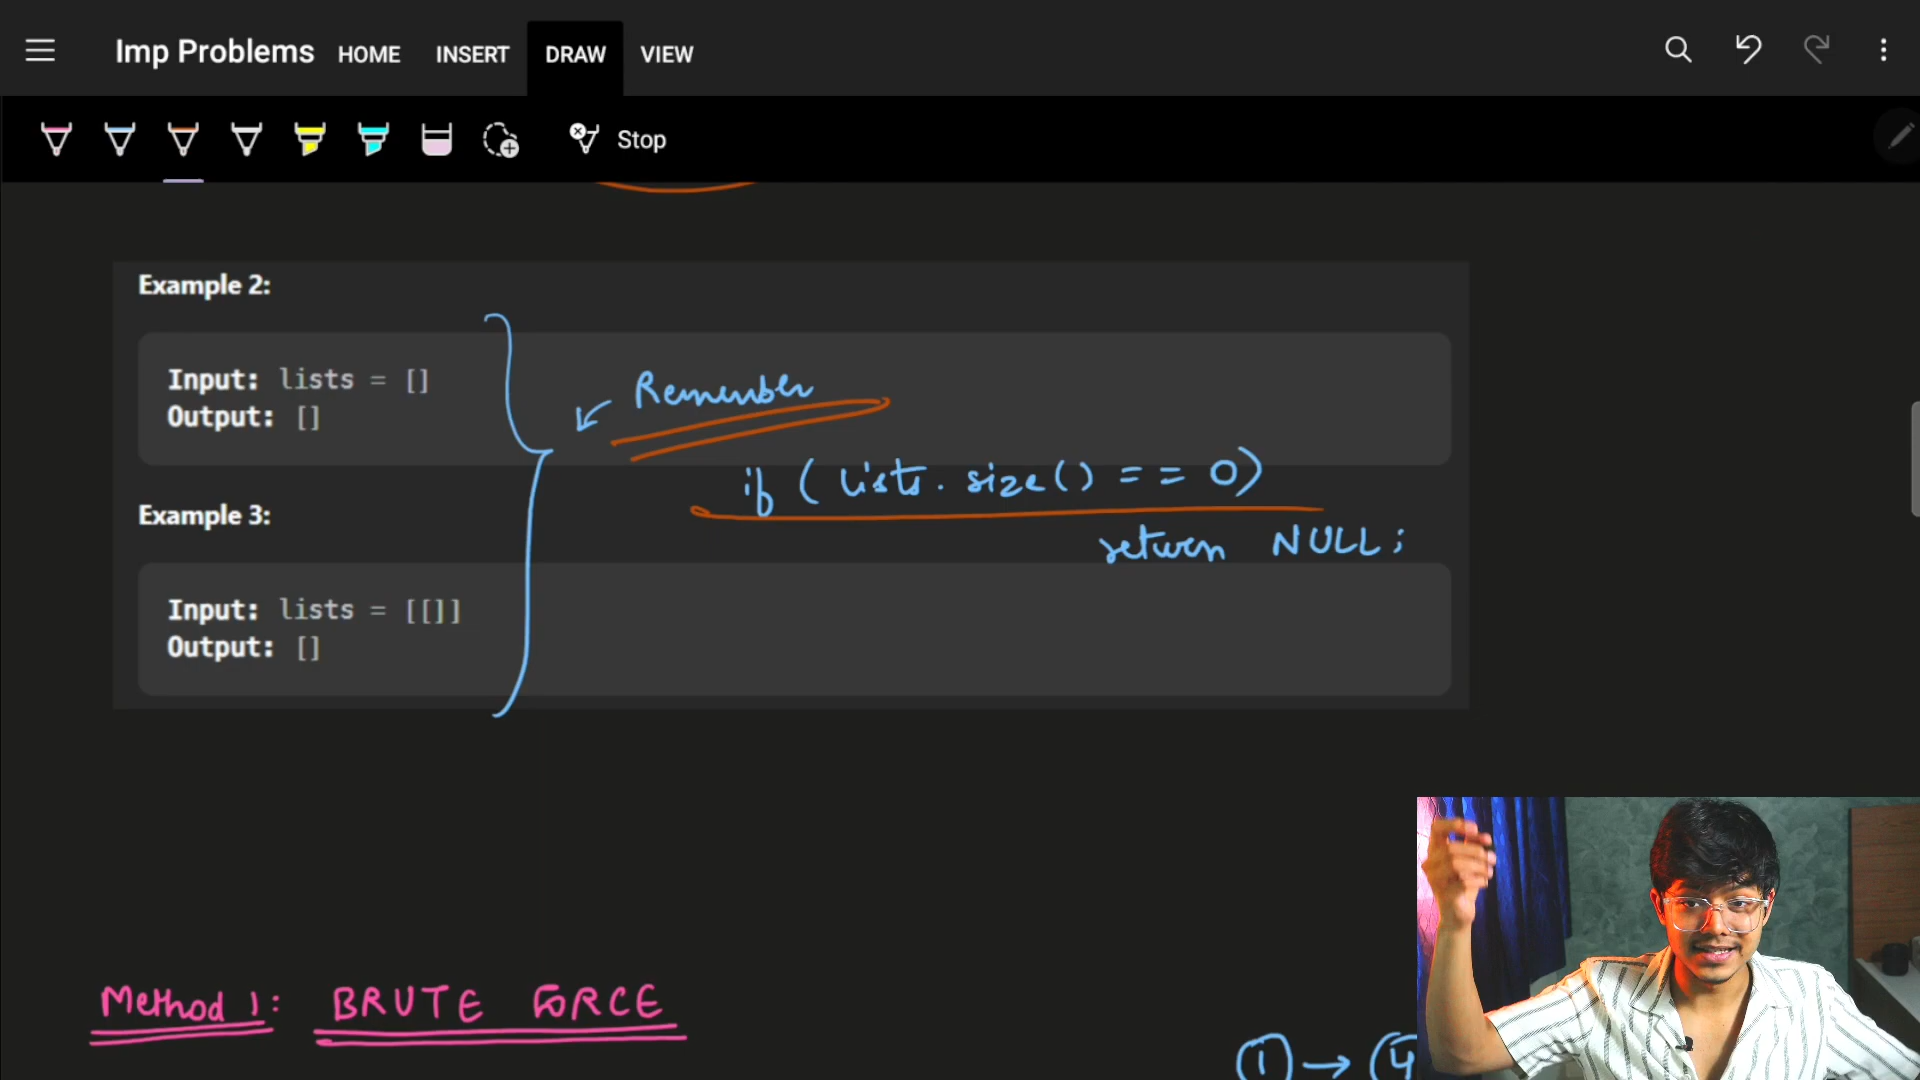 Imp Problems HOME INSERT DRAW VIEW
Stop
Example 2:
Input: lists = []
Output: []
Remember
if ( lists. size() == 0)
return NULL;
Example 3:
Input: lists = [[]]
Output: []
Method 1: BRUTE FORCE
1 → 4